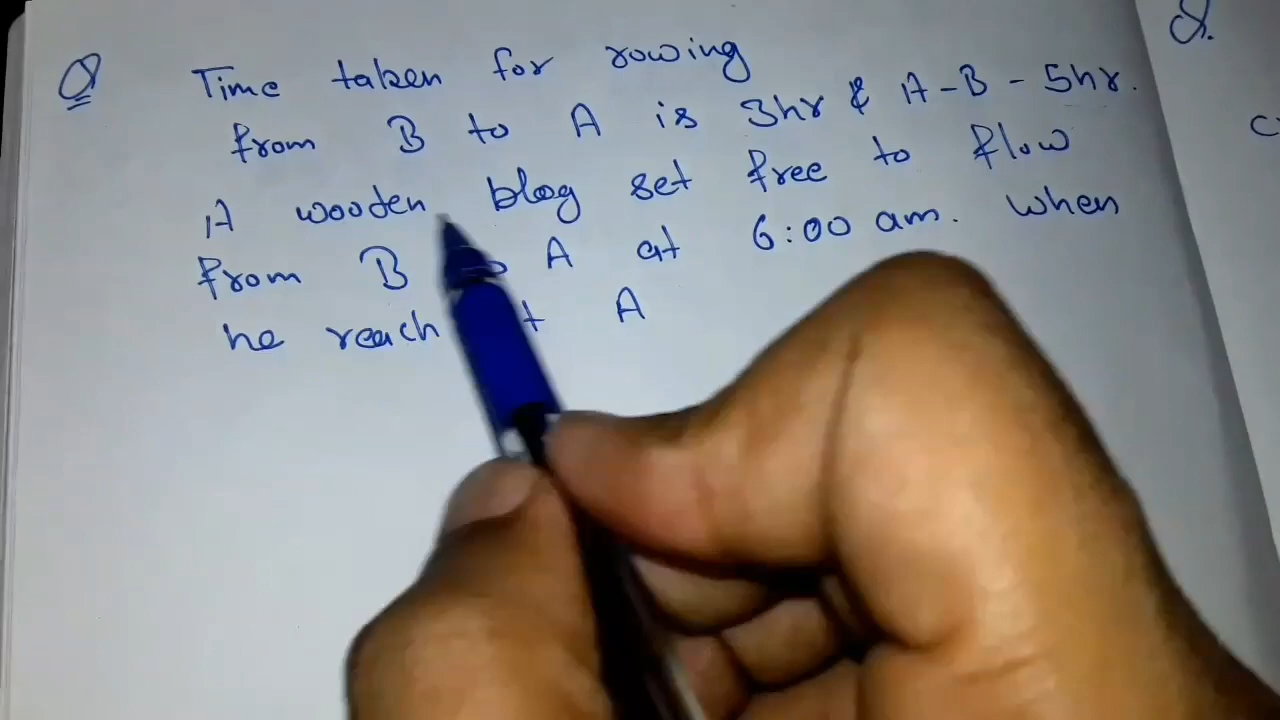 Q Time taken for rowing
from B to A is 3hr & A-B - 5hr.
A wooden blog set free to flow
from B A at 6:00 am. when
he reach A
Q.